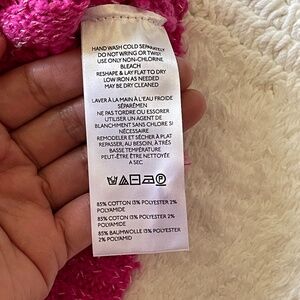 HAND WASH COLD SEPARATELY
DO NOT WRING OR TWIST
USE ONLY NON-CHLORINE
BLEACH
RESHAPE & LAY FLAT TO DRY
LOW IRON AS NEEDED
MAY BE DRY CLEANED
LAVER À LA MAIN À L'EAU FROIDE
SÉPARÉMENT
NE PAS TORDRE OU ESSORER
UTILISER UN AGENT DE
BLANCHIMENT SANS CHLORE SI
NÉCESSAIRE
REMODELER ET SÉCHER À PLAT
REPASSER, AU BESOIN, À TRÈS
BASSE TEMPÉRATURE
PEUT-ÊTRE ÊTRE NETTOYÉE
A SEC
85% COTTON 13% POLYESTER 2%
POLYAMIDE
85% COTON 13% POLYESTER 2%
POLYAMIDE
85% BAUMWOLLE 13% POLYESTER
2% POLYAMID